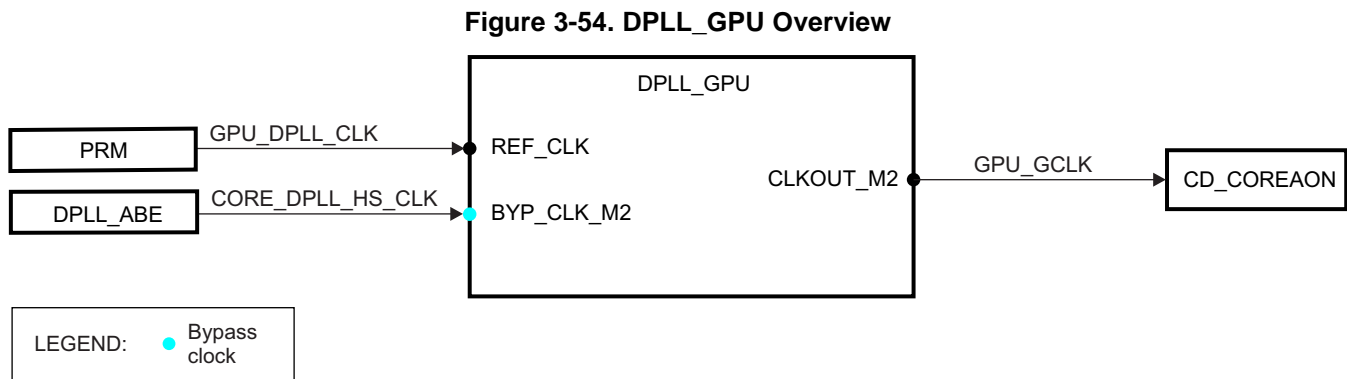 Figure 3-54. DPLL_GPU Overview
DPLL_GPU
PRM
GPU_DPLL_CLK
REF_CLK
DPLL_ABE
CORE_DPLL_HS_CLK
BYP_CLK_M2
CLKOUT_M2
GPU_GCLK
CD_COREAON
LEGEND:
Bypass
clock